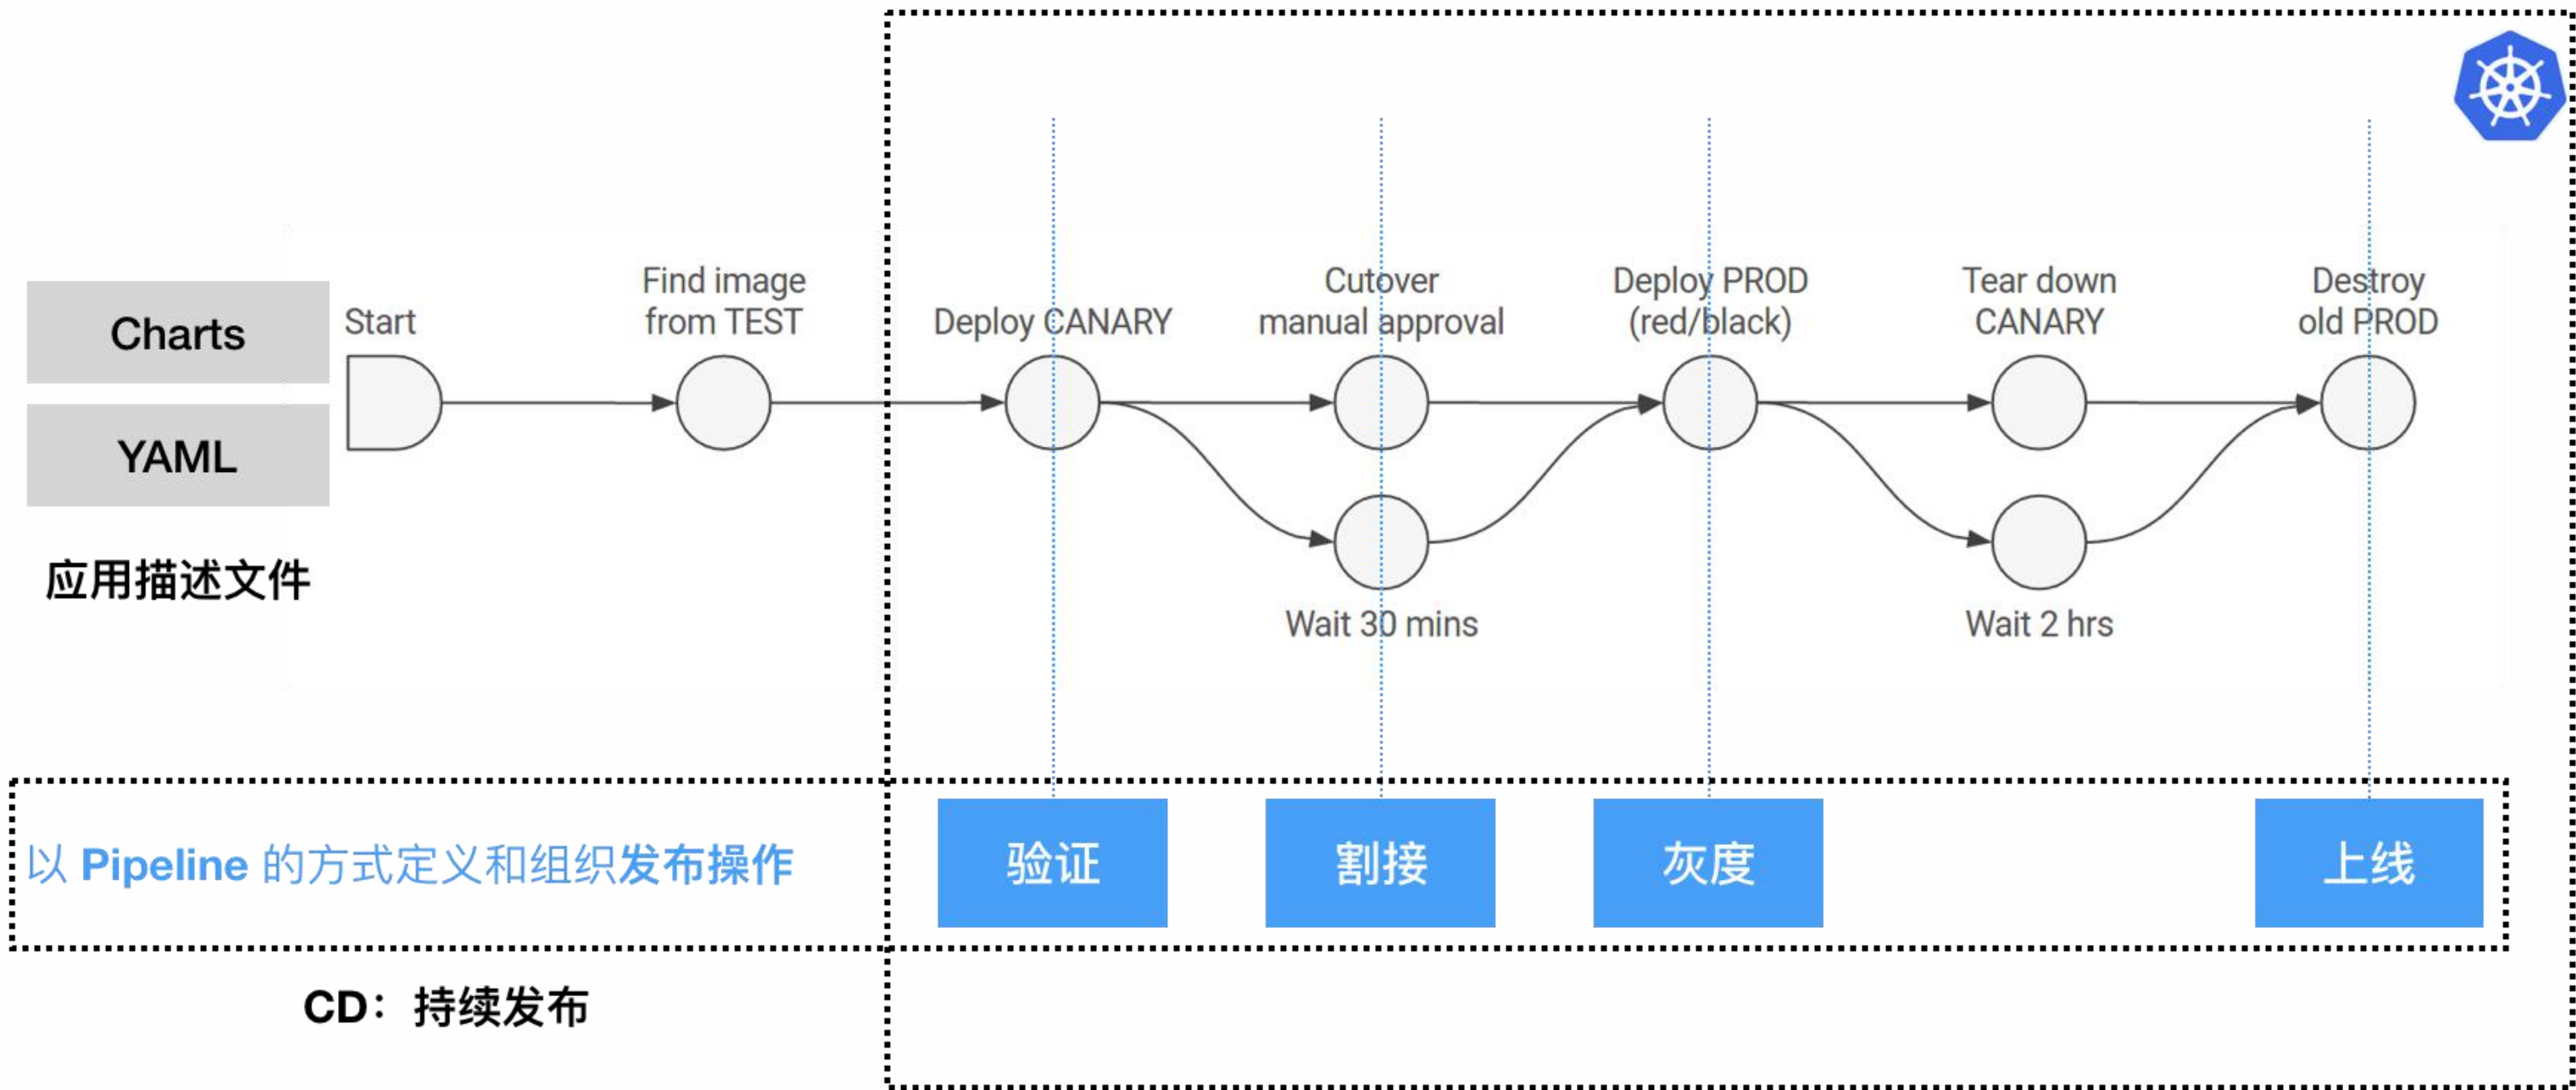 Charts
YAML
应用描述文件
Start
Find image
from TEST
Deploy CANARY
Cutover
manual approval
Wait 30 mins
Deploy PROD
(red/black)
Tear down
CANARY
Wait 2 hrs
Destroy
old PROD
以 Pipeline 的方式定义和组织发布操作
验证
割接
灰度
上线
CD：持续发布